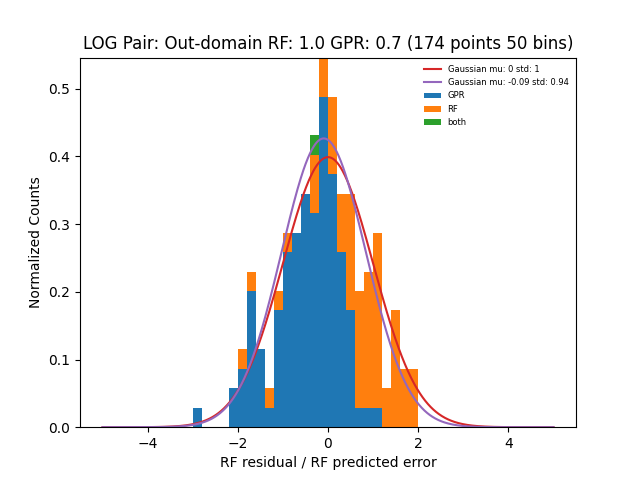 LOG Pair: Out-domain RF: 1.0 GPR: 0.7 (174 points 50 bins)
Gaussian mu: 0 std: 1
Gaussian mu: -0.09 std: 0.94
GPR
RF
both
Normalized Counts
0.5
0.4
0.3
0.2
0.1
0.0
−4
−2
0
2
4
RF residual / RF predicted error